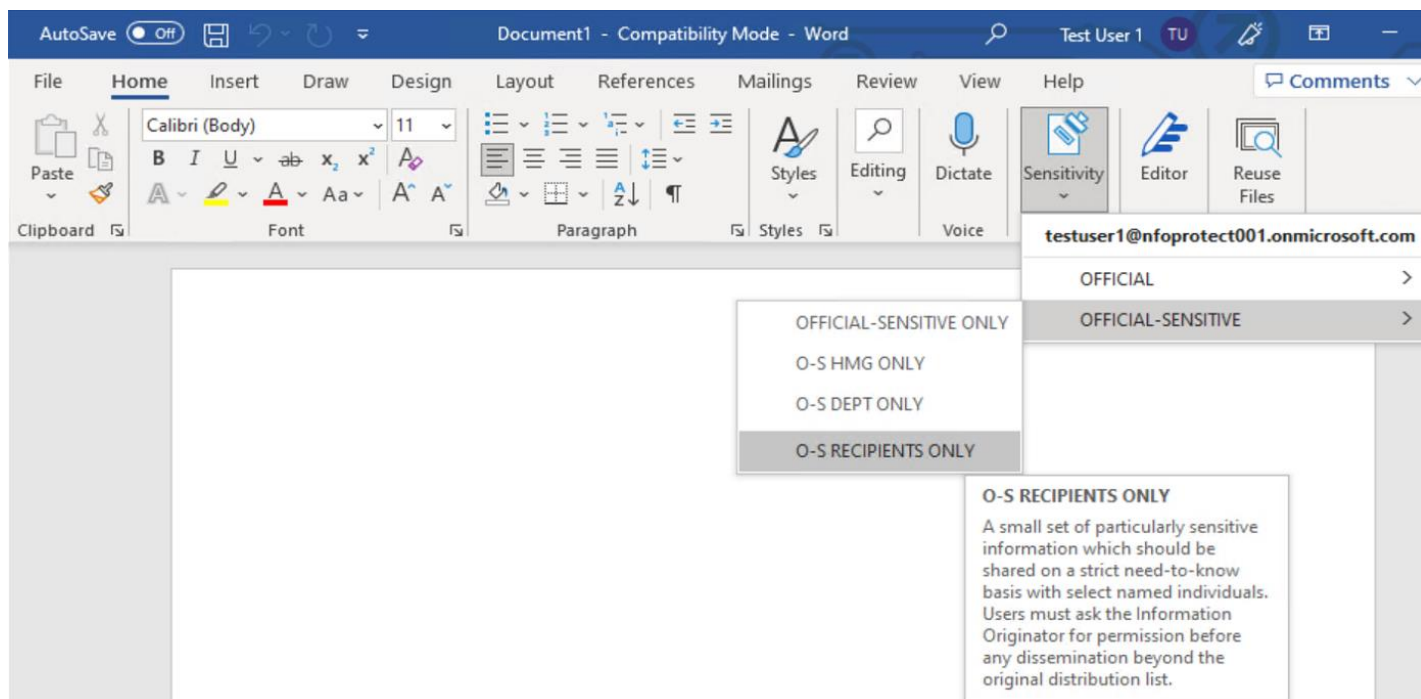 AutoSave Off Document1 - Compatibility Mode - Word Test User 1 TU
File Home Insert Draw Design Layout References Mailings Review View Help Comments
Calibri (Body) 11
B I U ab x₂ x² A
A A Aa A A
Paste
Styles
Editing
Dictate
Sensitivity
Editor
Reuse
Files
Clipboard Font Paragraph Styles Voice
testuser1@nfoprotect001.onmicrosoft.com
OFFICIAL
OFFICIAL-SENSITIVE
OFFICIAL-SENSITIVE ONLY
O-S HMG ONLY
O-S DEPT ONLY
O-S RECIPIENTS ONLY
O-S RECIPIENTS ONLY
A small set of particularly sensitive
information which should be
shared on a strict need-to-know
basis with select named individuals.
Users must ask the Information
Originator for permission before
any dissemination beyond the
original distribution list.